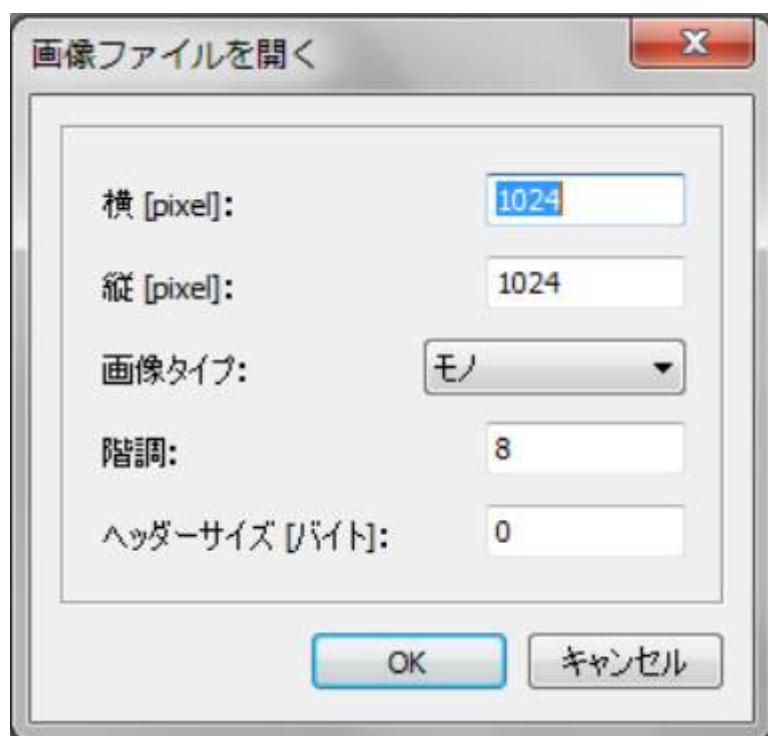 画像ファイルを開く
横 [pixel]: 1024
縦 [pixel]: 1024
画像タイプ: モノ
階調: 8
ヘッダーサイズ [バイト]: 0
OK キャンセル